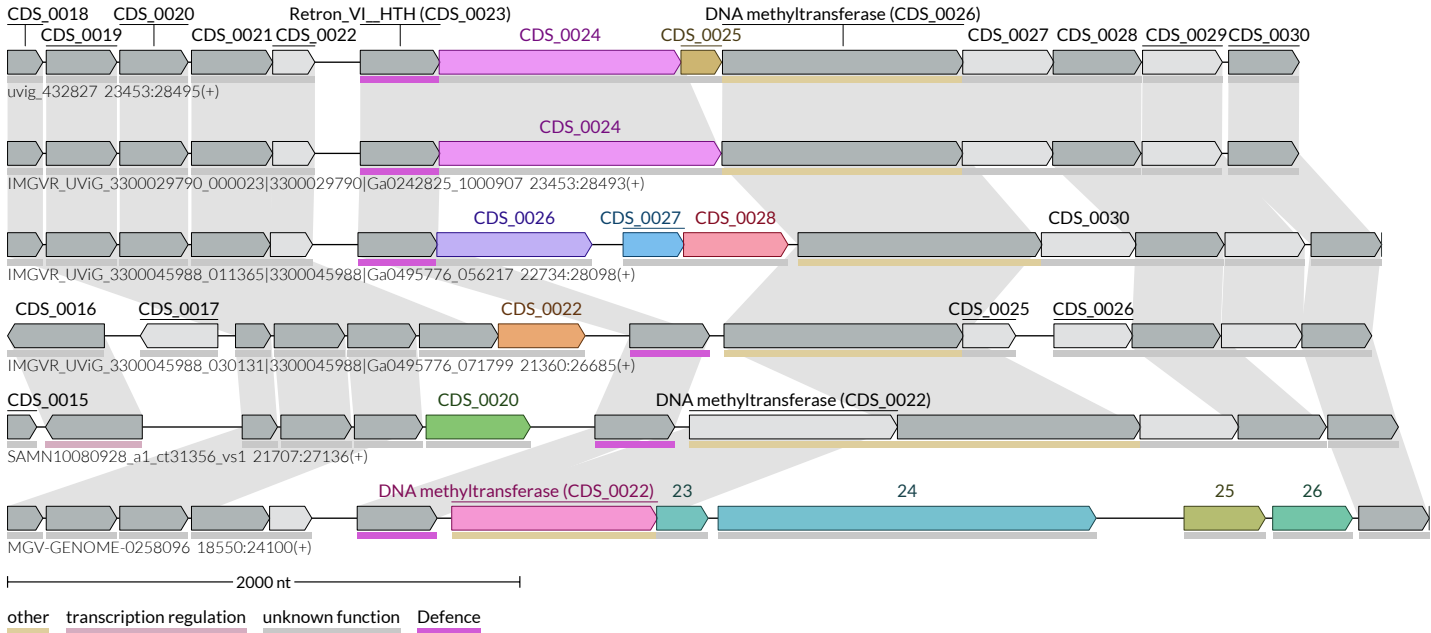 CDS_0018 CDS_0020 Retron_VI__HTH (CDS_0023) DNA methyltransferase (CDS_0026)
CDS_0019 CDS_0021 CDS_0022 CDS_0024 CDS_0025 CDS_0027 CDS_0028 CDS_0029 CDS_0030
uvig_432827 23453:28495(+)
CDS_0024
IMGVR_UViG_3300029790_000023|3300029790|Ga0242825_1000907 23453:28493(+)
CDS_0026 CDS_0027 CDS_0028 CDS_0030
IMGVR_UViG_3300045988_011365|3300045988|Ga0495776_056217 22734:28098(+)
CDS_0016 CDS_0017 CDS_0022 CDS_0025 CDS_0026
IMGVR_UViG_3300045988_030131|3300045988|Ga0495776_071799 21360:26685(+)
CDS_0015 CDS_0020 DNA methyltransferase (CDS_0022)
SAMN10080928_a1_ct31356_vs1 21707:27136(+)
DNA methyltransferase (CDS_0022) 23 24 25 26
MGV-GENOME-0258096 18550:24100(+)
2000 nt
other transcription regulation unknown function Defence